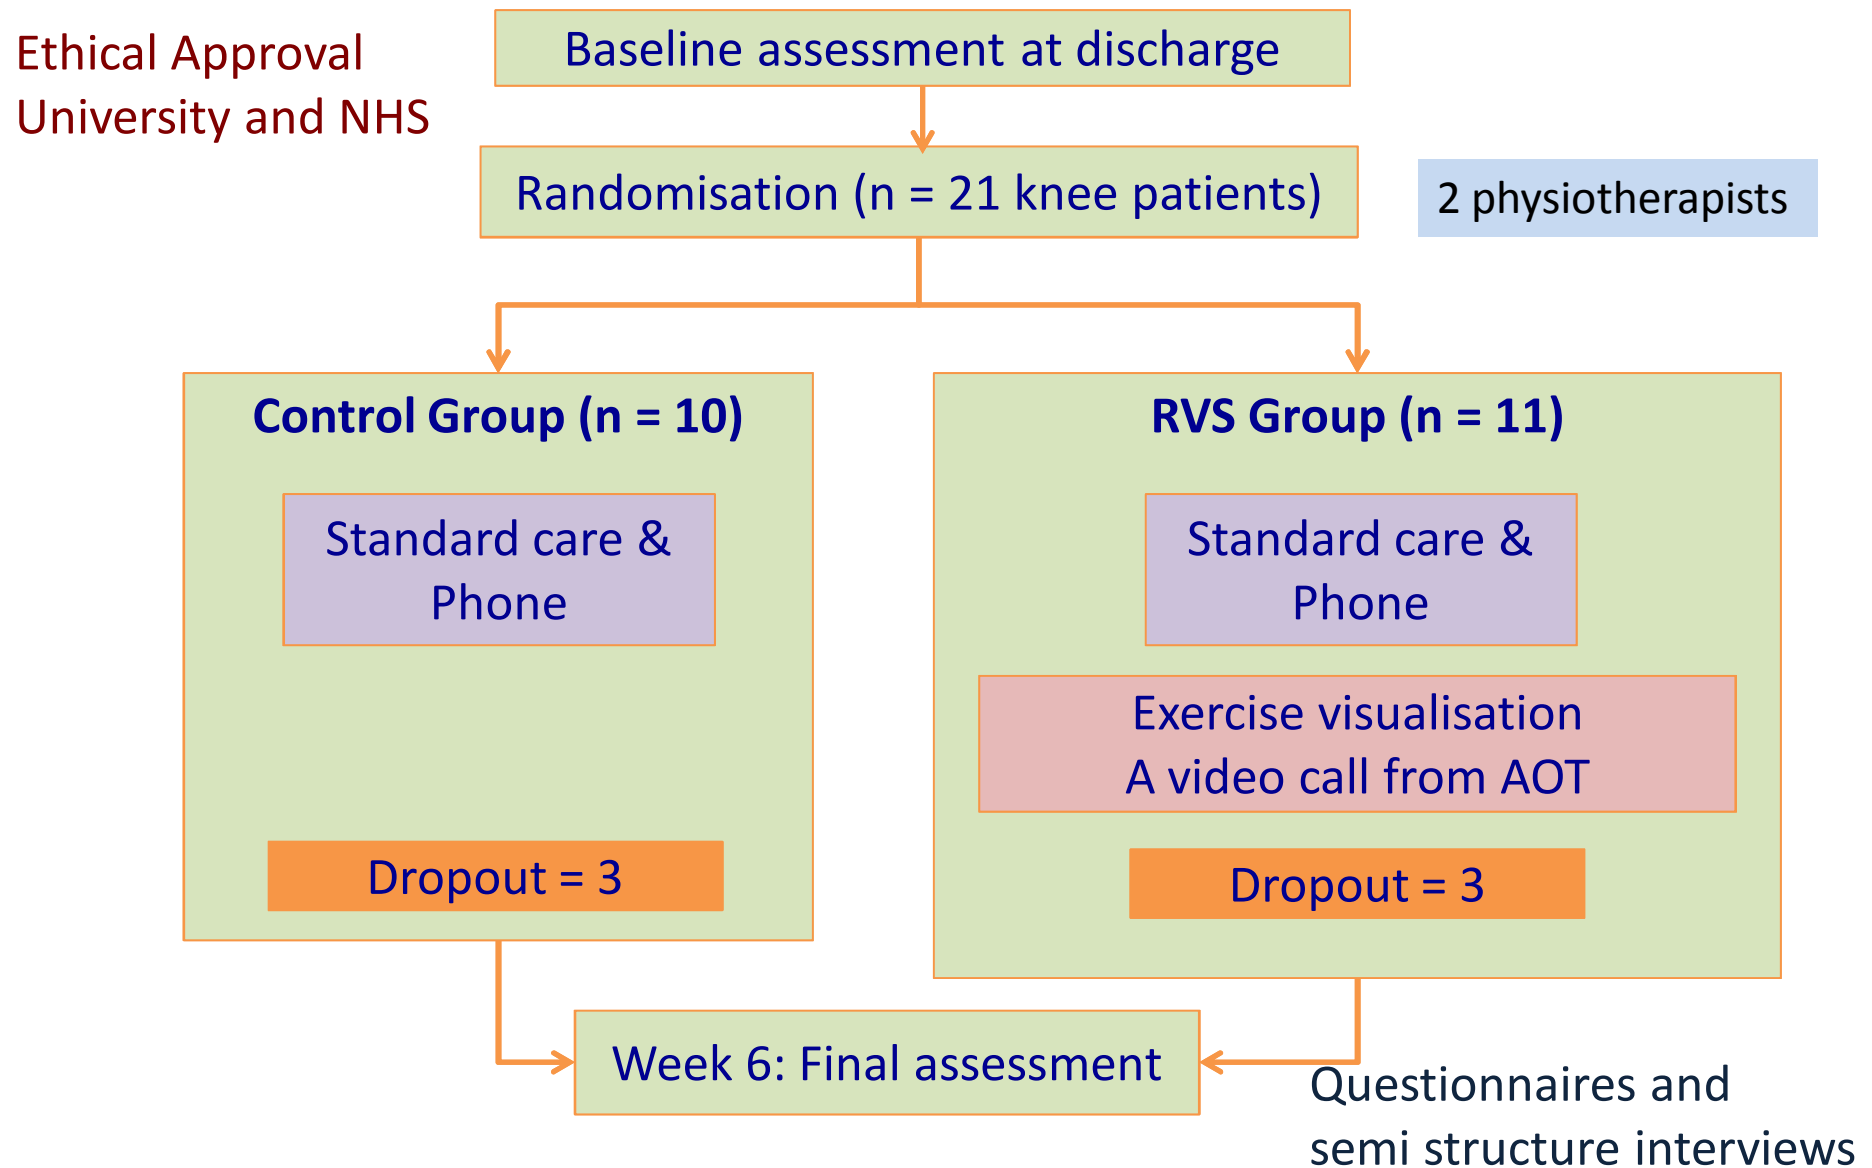 Ethical Approval
University and NHS
Baseline assessment at discharge
Randomisation (n = 21 knee patients)
2 physiotherapists
Control Group (n = 10)
Standard care &
Phone
Dropout = 3
RVS Group (n = 11)
Standard care &
Phone
Exercise visualisation
A video call from AOT
Dropout = 3
Week 6: Final assessment
Questionnaires and
semi structure interviews